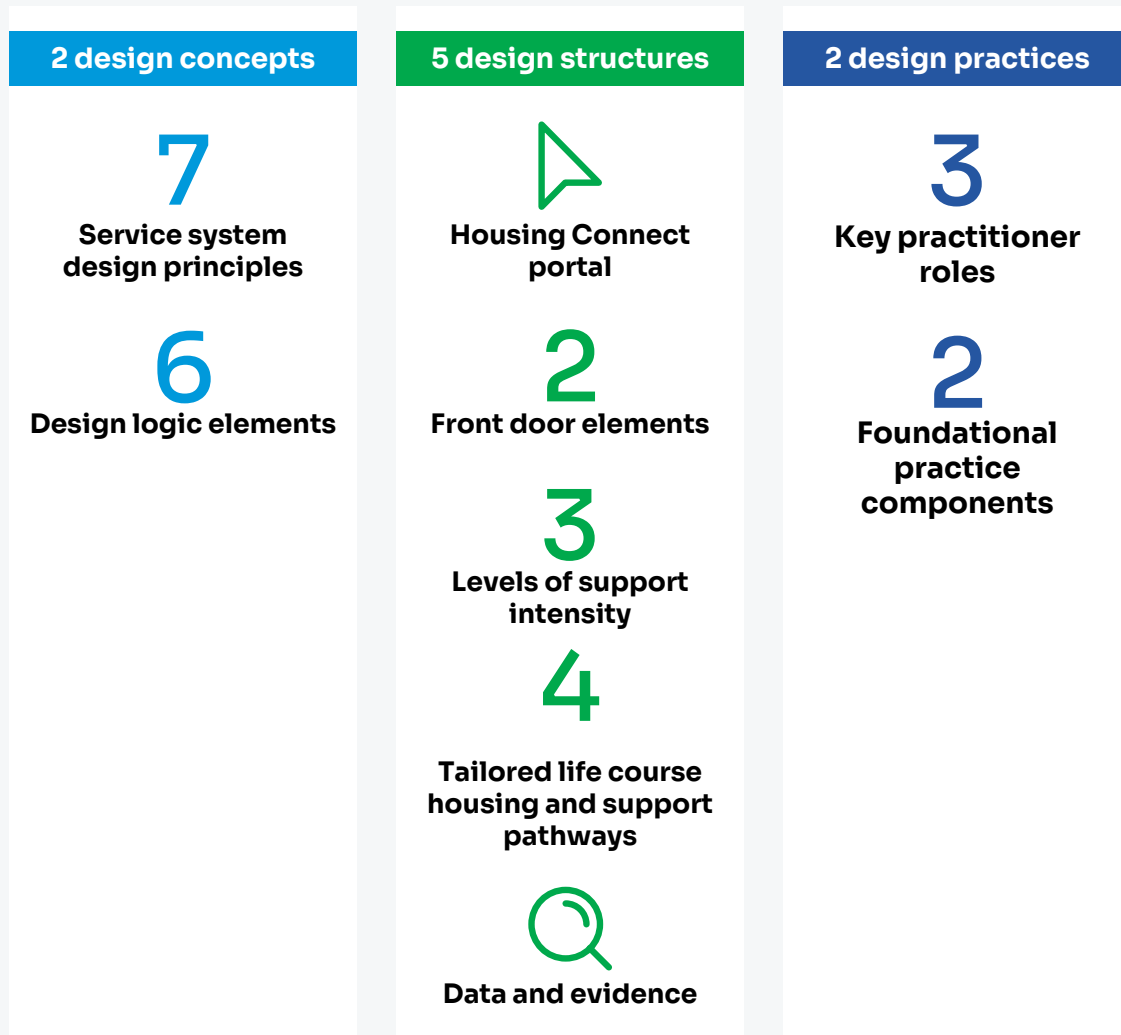 2 design concepts
7
Service system
design principles
6
Design logic elements
5 design structures
Housing Connect
portal
2
Front door elements
3
Levels of support
intensity
4
Tailored life course
housing and support
pathways
Data and evidence
2 design practices
3
Key practitioner
roles
2
Foundational
practice
components